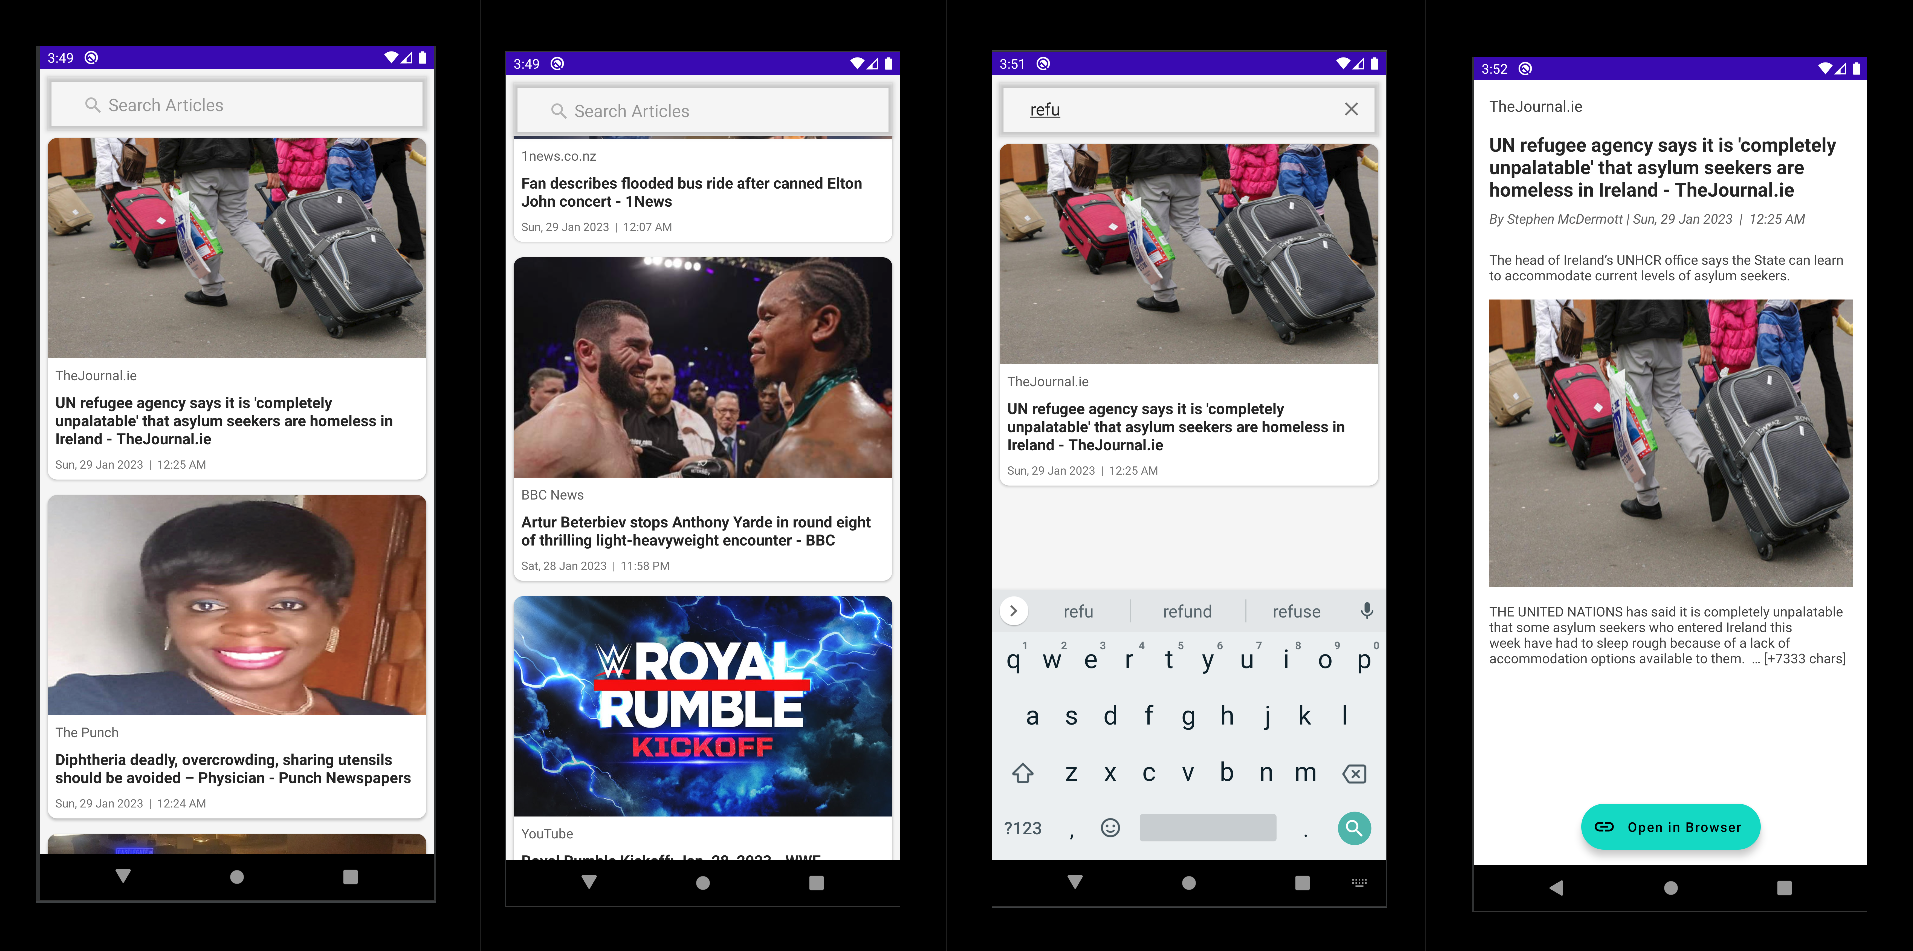 3:49
Search Articles
TheJournal.ie
UN refugee agency says it is 'completely
unpalatable' that asylum seekers are homeless in
Ireland - TheJournal.ie
Sun, 29 Jan 2023 | 12:25 AM
The Punch
Diphtheria deadly, overcrowding, sharing utensils
should be avoided – Physician - Punch Newspapers
Sun, 29 Jan 2023 | 12:24 AM
3:49
Search Articles
1news.co.nz
Fan describes flooded bus ride after canned Elton
John concert - 1News
Sun, 29 Jan 2023 | 12:07 AM
BBC News
Artur Beterbiev stops Anthony Yarde in round eight
of thrilling light-heavyweight encounter - BBC
Sat, 28 Jan 2023 | 11:58 PM
W ROYAL
RUMBLE
KICKOFF
YouTube
Royal Rumble Kickoff: Jan. 28, 2023 - WWE
3:51
refu
TheJournal.ie
UN refugee agency says it is 'completely
unpalatable' that asylum seekers are homeless in
Ireland - TheJournal.ie
Sun, 29 Jan 2023 | 12:25 AM
refu refund refuse
1 2 3 4 5 6 7 8 9 0
q w e r t y u i o p
a s d f g h j k l
z x c v b n m
?123 , .
3:52
TheJournal.ie
UN refugee agency says it is 'completely
unpalatable' that asylum seekers are
homeless in Ireland - TheJournal.ie
By Stephen McDermott | Sun, 29 Jan 2023 | 12:25 AM
The head of Ireland's UNHCR office says the State can learn
to accommodate current levels of asylum seekers.
THE UNITED NATIONS has said it is completely unpalatable
that some asylum seekers who entered Ireland this
week have had to sleep rough because of a lack of
accommodation options available to them. … [+7333 chars]
Open in Browser